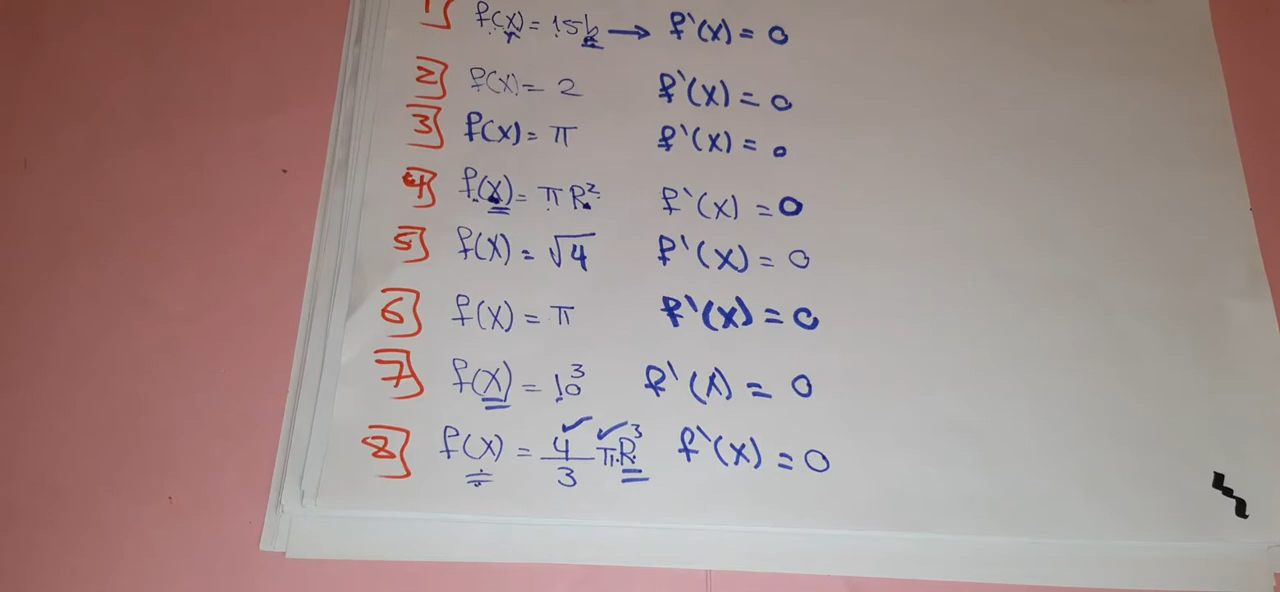 1] f(x) = 15k → f'(x) = 0
2] f(x) = 2 f'(x) = 0
3] f(x) = π f'(x) = 0
4] f(x) = πR² f'(x) = 0
5] f(x) = √4 f'(x) = 0
6] f(x) = π f'(x) = 0
7] f(x) = 10³ f'(x) = 0
8] f(x) = 4/3 πR³ f'(x) = 0